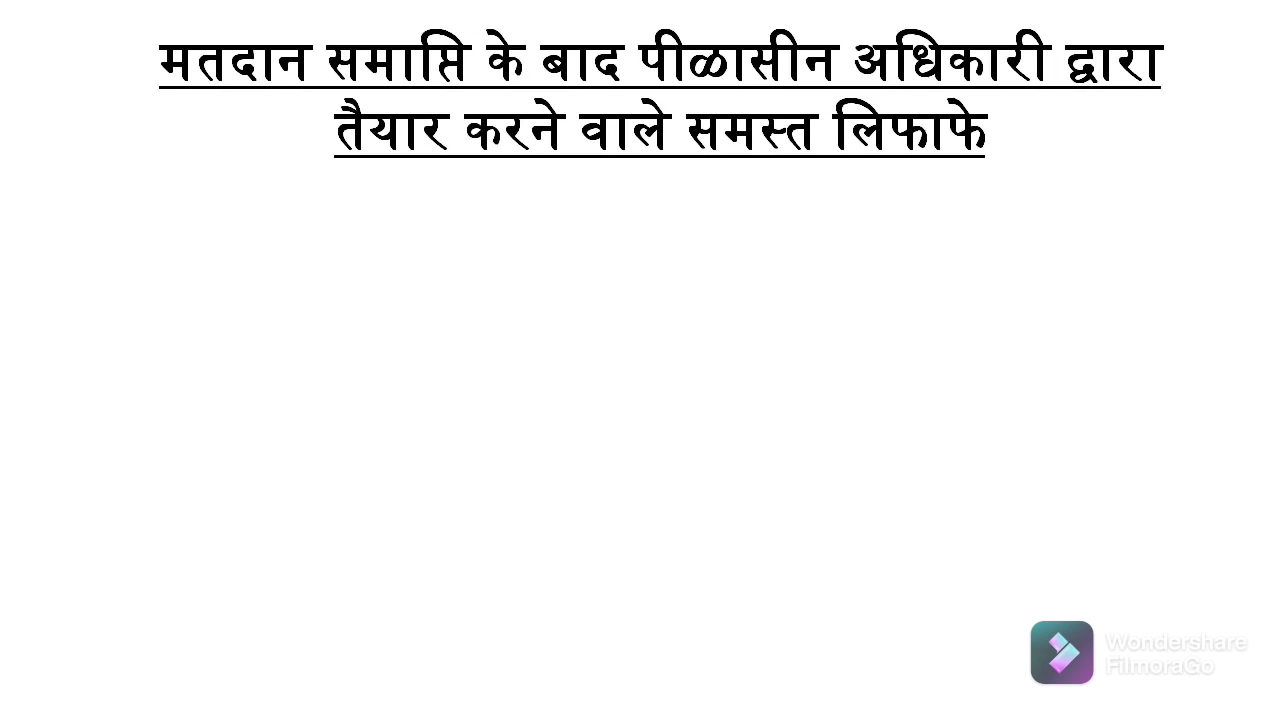 मतदान समाप्ति के बाद पीळासीन अधिकारी द्वारा
तैयार करने वाले समस्त लिफाफे
Wondershare
FilmoraGo